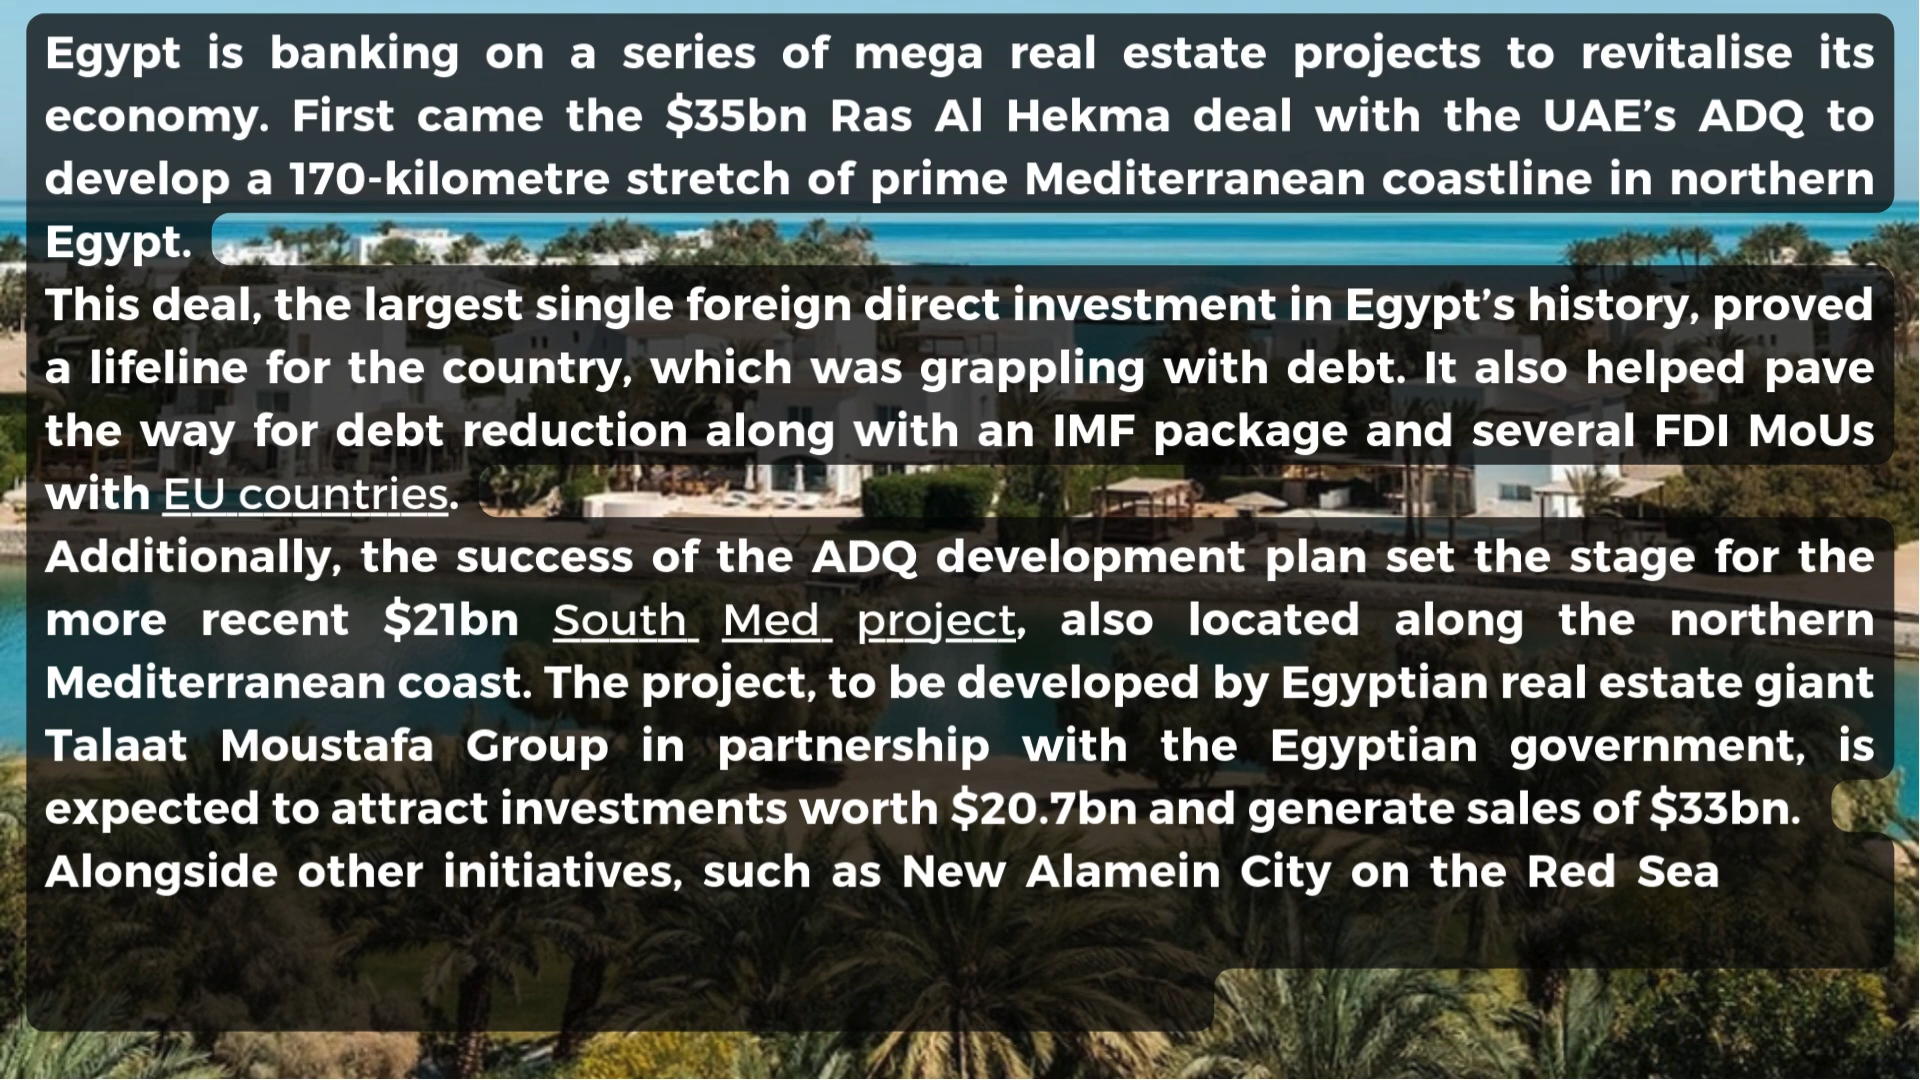 Egypt is banking on a series of mega real estate projects to revitalise its
economy. First came the $35bn Ras Al Hekma deal with the UAE’s ADQ to
develop a 170-kilometre stretch of prime Mediterranean coastline in northern
Egypt.
This deal, the largest single foreign direct investment in Egypt’s history, proved
a lifeline for the country, which was grappling with debt. It also helped pave
the way for debt reduction along with an IMF package and several FDI MoUs
with EU countries.
Additionally, the success of the ADQ development plan set the stage for the
more recent $21bn South Med project, also located along the northern
Mediterranean coast. The project, to be developed by Egyptian real estate giant
Talaat Moustafa Group in partnership with the Egyptian government, is
expected to attract investments worth $20.7bn and generate sales of $33bn.
Alongside other initiatives, such as New Alamein City on the Red Sea